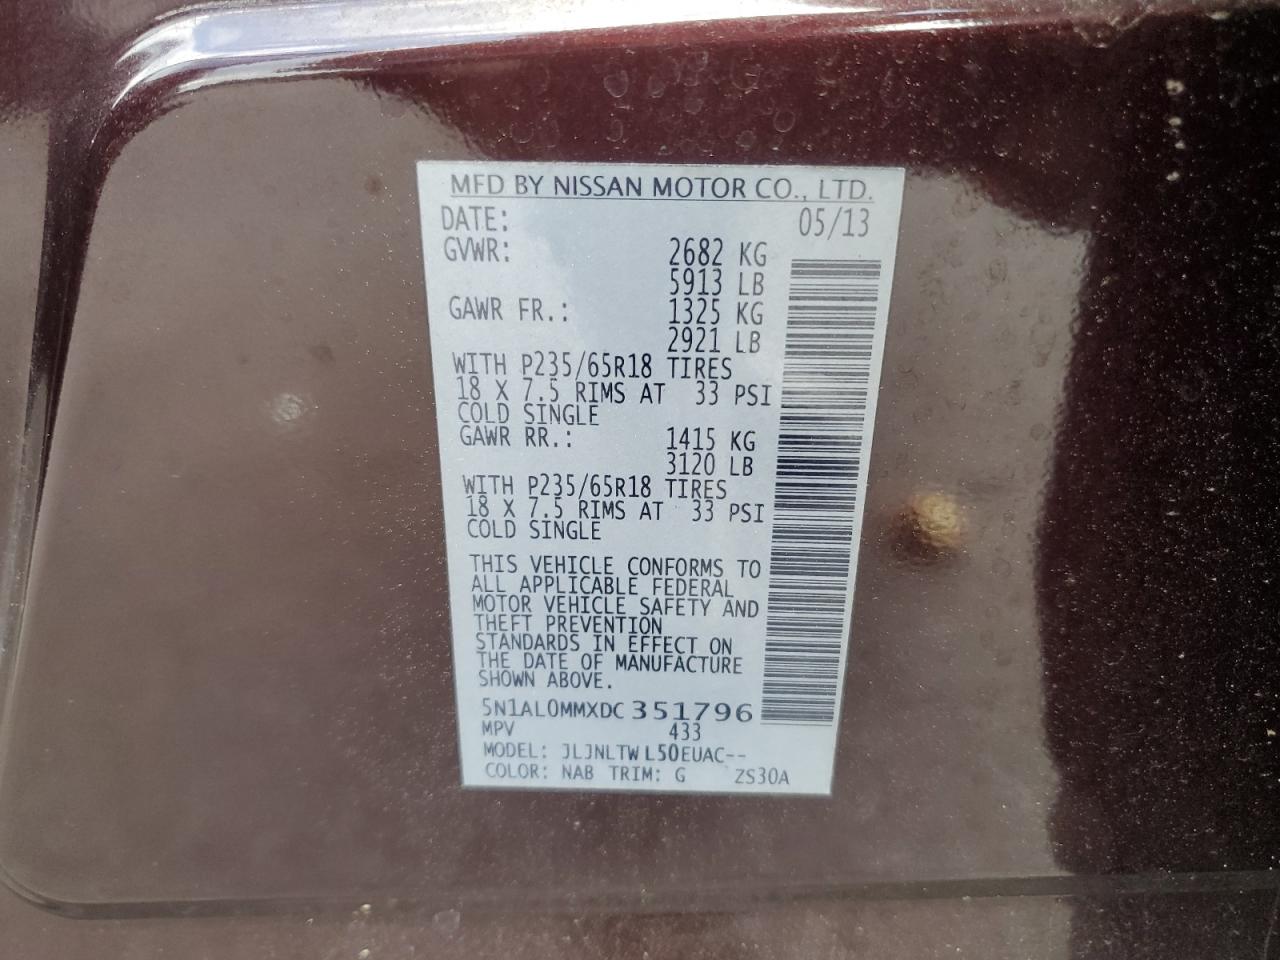 MFD BY NISSAN MOTOR CO., LTD.
DATE: 05/13
GVWR: 2682 KG
5913 LB
GAWR FR.: 1325 KG
2921 LB
WITH P235/65R18 TIRES
18 X 7.5 RIMS AT 33 PSI
COLD SINGLE
GAWR RR.: 1415 KG
3120 LB
WITH P235/65R18 TIRES
18 X 7.5 RIMS AT 33 PSI
COLD SINGLE
THIS VEHICLE CONFORMS TO
ALL APPLICABLE FEDERAL
MOTOR VEHICLE SAFETY AND
THEFT PREVENTION
STANDARDS IN EFFECT ON
THE DATE OF MANUFACTURE
SHOWN ABOVE.
5N1AL0MMXDC351796
MPV 433
MODEL: JLJNLTW L50EUAC--
COLOR: NAB TRIM: G ZS30A